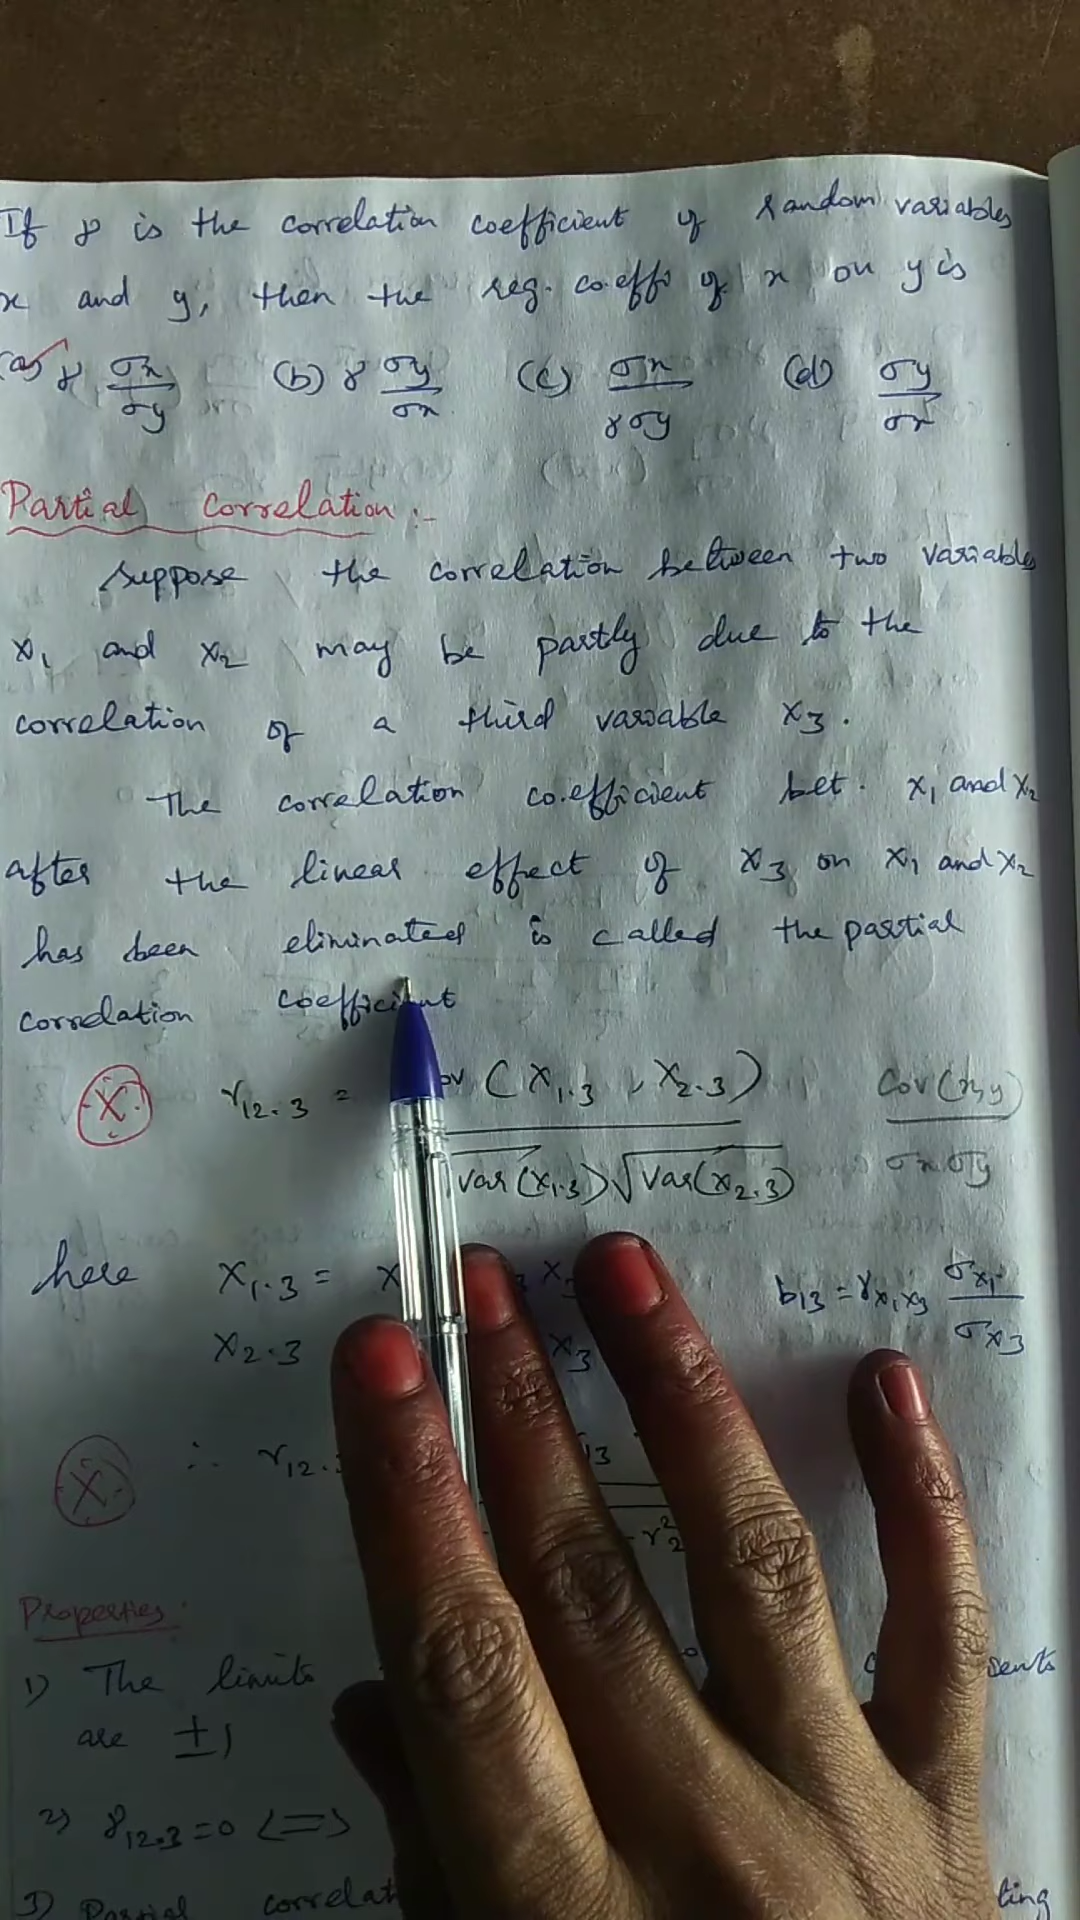 If r is the correlation coefficient of random variables
x and y, then the reg. co.effi of x on y is
(a) r σx/σy (b) r σy/σx (c) σx/rσy (d) σy/σx
Partial correlation :-
Suppose the correlation between two variables
x1 and x2 may be partly due to the
correlation of a third variable x3.
The correlation co.efficient bet. x1 and x2
after the linear effect of x3 on x1 and x2
has been eliminated is called the partial
correlation coefficient
r12.3 = ov (X1.3, X2.3) / √var(x1.3) √var(x2.3) Cov(x,y)/σxσy
here X1.3 = x b13 = rx1x3 σx1/σx3
X2.3 x3
∴ r12. 13
Properties.
1) The limits
are ±1
2) r12.3=0 <=>
3) Partial